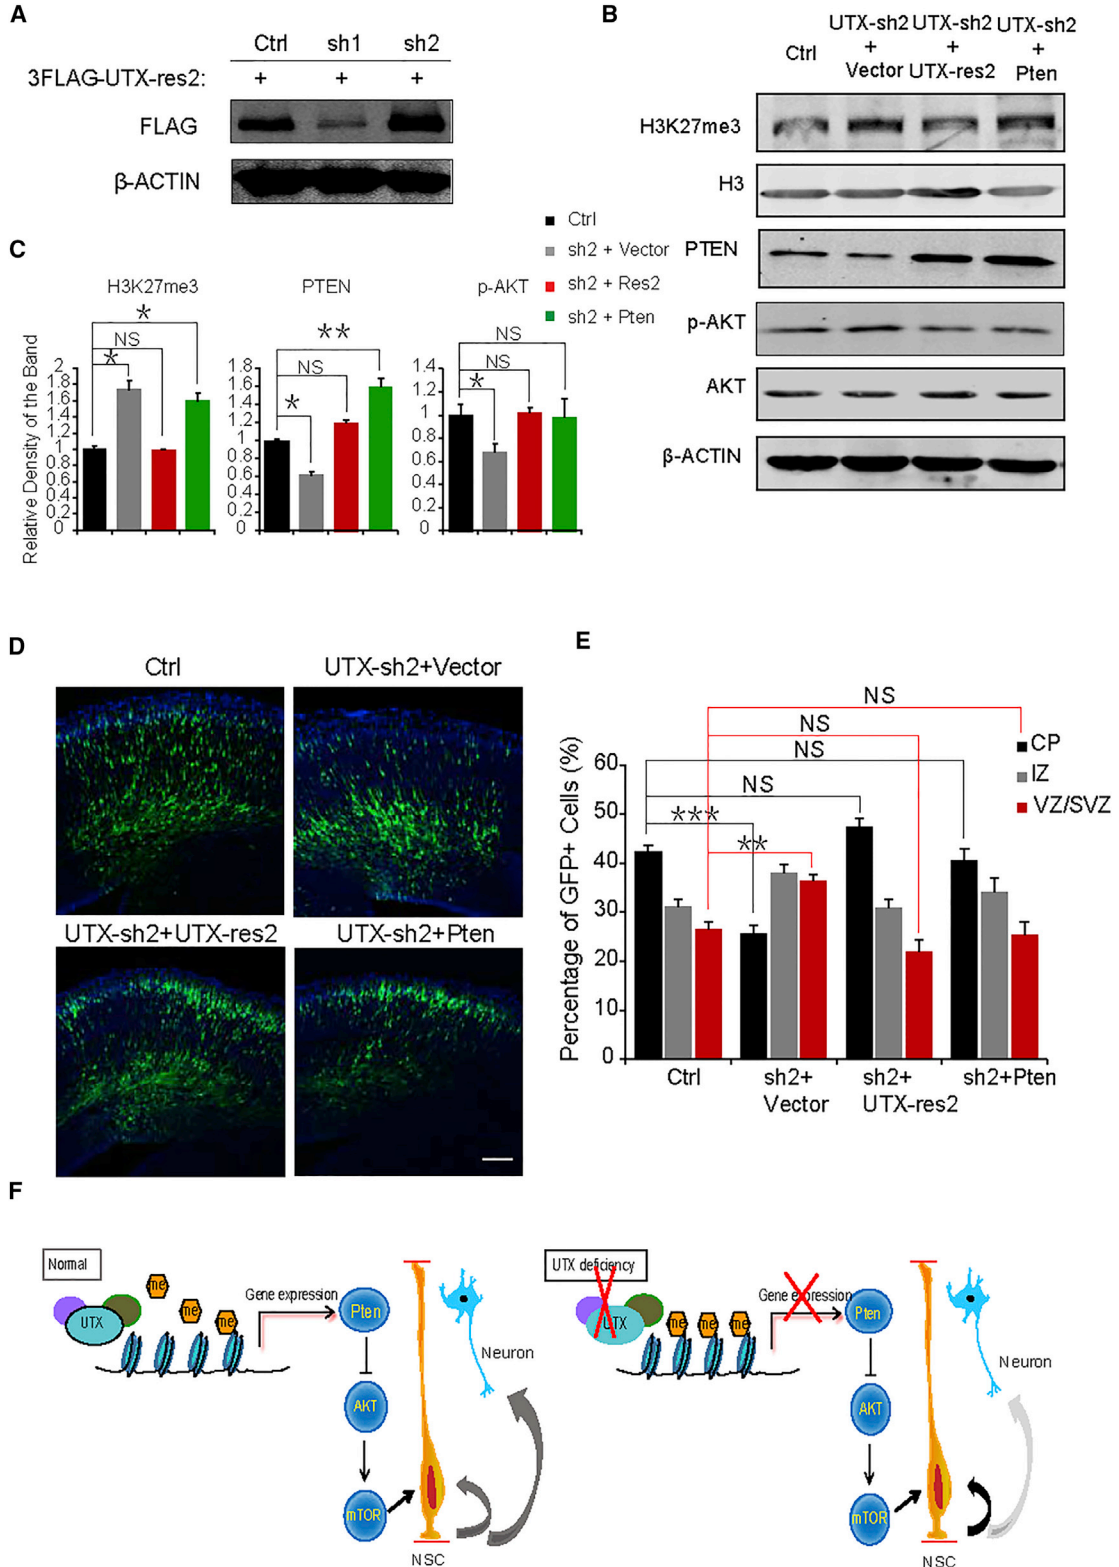 A
Ctrl sh1 sh2
3FLAG-UTX-res2: + + +
FLAG
β-ACTIN
B
Ctrl
UTX-sh2 + Vector
UTX-sh2 + UTX-res2
UTX-sh2 + Pten
H3K27me3
H3
PTEN
p-AKT
AKT
β-ACTIN
C
Ctrl
sh2 + Vector
sh2 + Res2
sh2 + Pten
Relative Density of the Band
H3K27me3
*
NS
*
2
1.8
1.6
1.4
1.2
1
0.8
0.6
0.4
0.2
0
PTEN
**
NS
*
1.8
1.6
1.4
1.2
1
0.8
0.6
0.4
0.2
0
p-AKT
NS
NS
*
1.4
1.2
1
0.8
0.6
0.4
0.2
0
D
Ctrl
UTX-sh2+Vector
UTX-sh2+UTX-res2
UTX-sh2+Pten
E
NS
NS
NS
NS
***
**
CP
IZ
VZ/SVZ
Percentage of GFP+ Cells (%)
60
50
40
30
20
10
0
Ctrl
sh2+
Vector
sh2+
UTX-res2
sh2+Pten
F
Normal
me
me
me
UTX
Gene expression
Pten
AKT
mTOR
Neuron
NSC
UTX deficiency
UTX
me
me
me
Gene expression
Pten
AKT
mTOR
Neuron
NSC